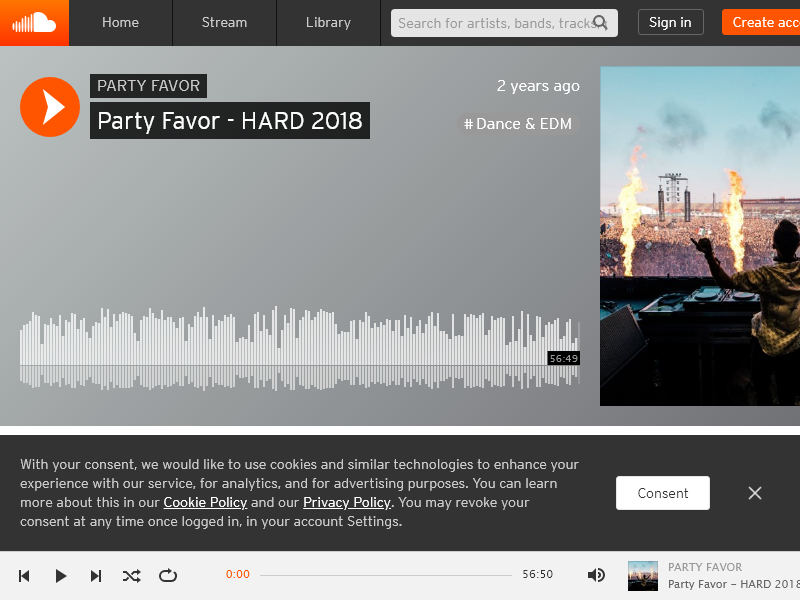 Home
Stream
Library
Search for artists, bands, tracks
Sign in
Create acc
PARTY FAVOR
2 years ago
Party Favor - HARD 2018
# Dance & EDM
56:49
With your consent, we would like to use cookies and similar technologies to enhance your
experience with our service, for analytics, and for advertising purposes. You can learn
more about this in our Cookie Policy and our Privacy Policy. You may revoke your
consent at any time once logged in, in your account Settings.
Consent
0:00
56:50
PARTY FAVOR
Party Favor – HARD 2018